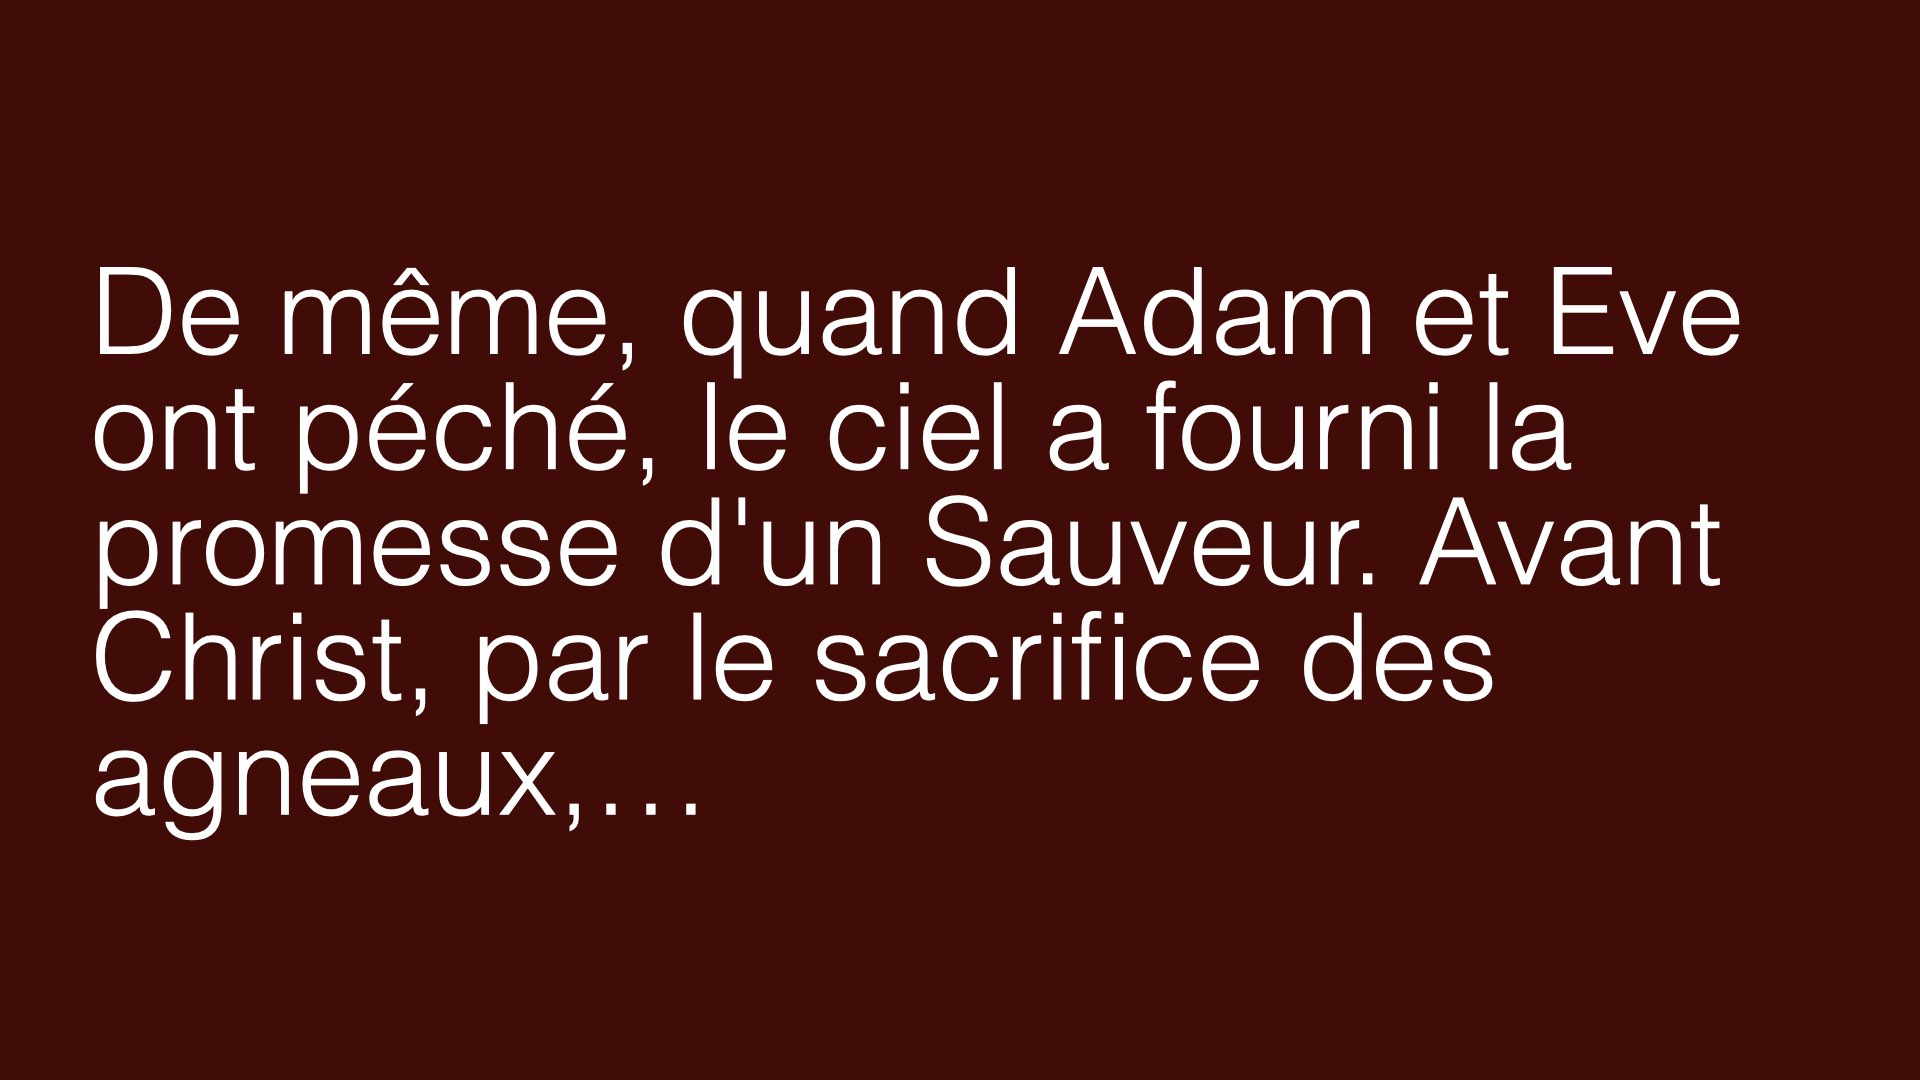 De même, quand Adam et Eve
ont péché, le ciel a fourni la
promesse d'un Sauveur. Avant
Christ, par le sacrifice des
agneaux,…